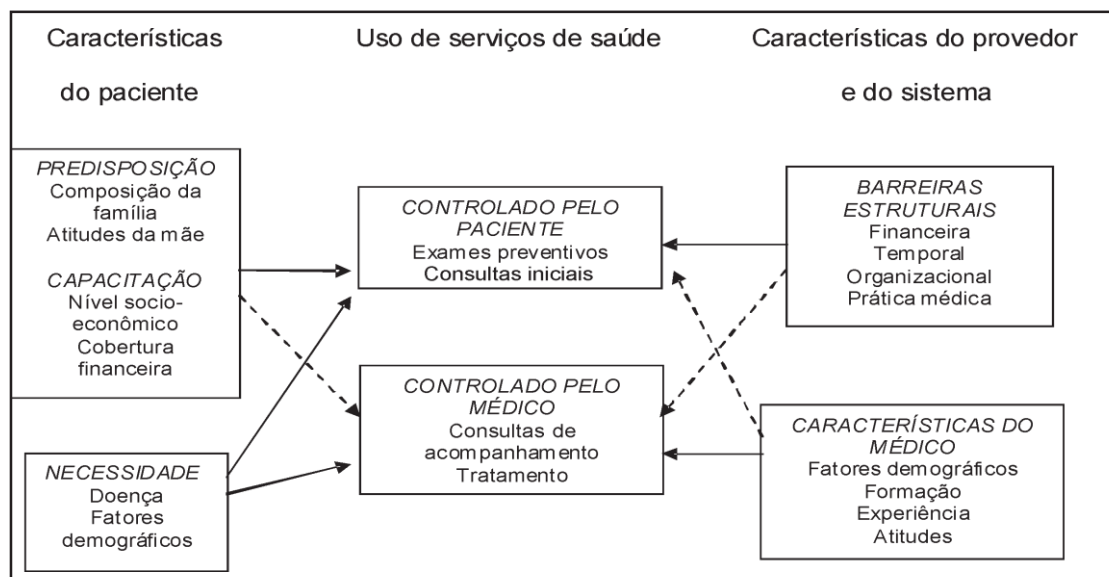 Características
do paciente
Uso de serviços de saúde
Características do provedor
e do sistema
PREDISPOSIÇÃO
Composição da
família
Atitudes da mãe
CAPACITAÇÃO
Nível socio-
econômico
Cobertura
financeira
NECESSIDADE
Doença
Fatores
demográficos
CONTROLADO PELO
PACIENTE
Exames preventivos
Consultas iniciais
CONTROLADO PELO
MÉDICO
Consultas de
acompanhamento
Tratamento
BARREIRAS
ESTRUTURAIS
Financeira
Temporal
Organizacional
Prática médica
CARACTERÍSTICAS DO
MÉDICO
Fatores demográficos
Formação
Experiência
Atitudes